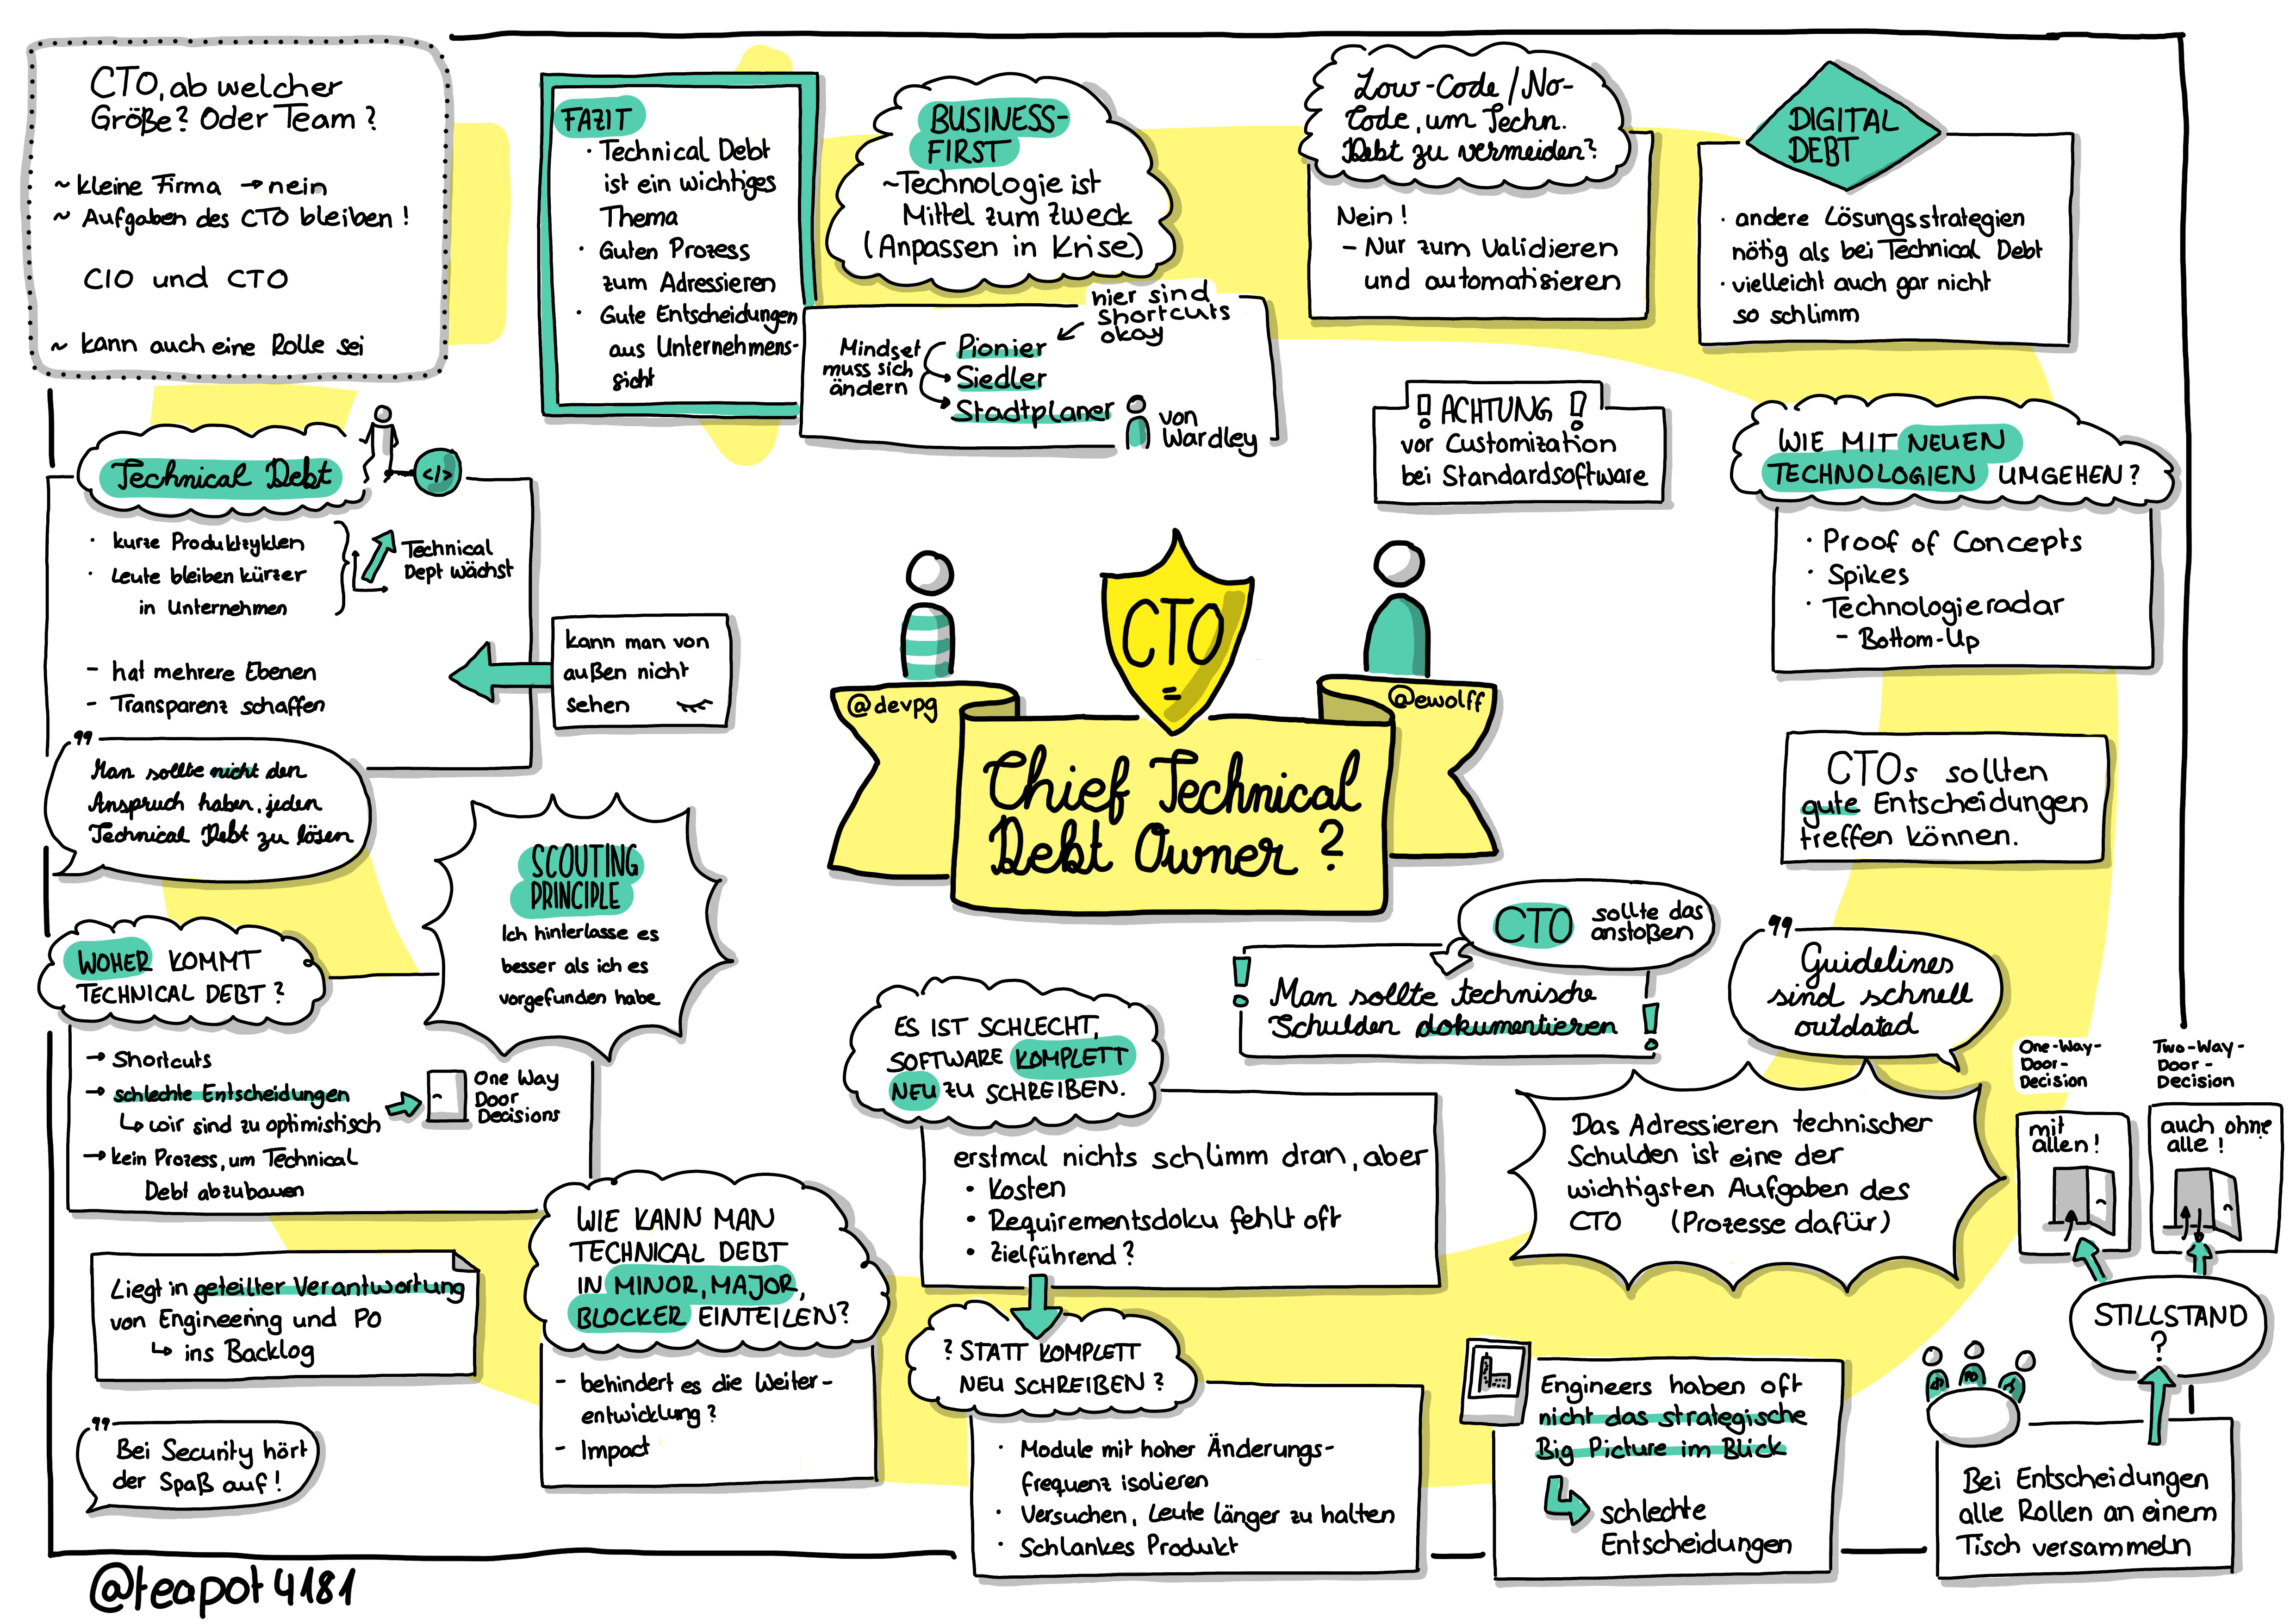 CTO, ab welcher
Größe? Oder Team?
~ kleine Firma → nein
~ Aufgaben des CTO bleiben!
CIO und CTO
~ kann auch eine Rolle sei
FAZIT
· Technical Debt
ist ein wichtiges
Thema
· Guten Prozess
zum Adressieren
· Gute Entscheidungen
aus Unternehmens-
sicht
BUSINESS-
FIRST
~Technologie ist
Mittel zum Zweck
(Anpassen in Krise)
hier sind
shortcuts
okay
Mindset
muss sich
ändern
Pionier
Siedler
Stadtplaner
von
Wardley
Low-Code/No-
Code, um Techn.
Debt zu vermeiden?
Nein!
- Nur zum Validieren
und automatisieren
DIGITAL
DEBT
· andere Lösungsstrategien
nötig als bei Technical Debt
· vielleicht auch gar nicht
so schlimm
! ACHTUNG !
vor Customization
bei Standardsoftware
WIE MIT NEUEN
TECHNOLOGIEN UMGEHEN?
· Proof of Concepts
· Spikes
· Technologieradar
- Bottom-Up
Technical Debt
</>
· kurze Produktzyklen
· Leute bleiben kürzer
in Unternehmen
Technical
Dept wächst
- hat mehrere Ebenen
- Transparenz schaffen
kann man von
außen nicht
sehen
"
Man sollte nicht den
Anspruch haben, jeden
Technical Debt zu lösen
CTO
@devpg
@ewolff
Chief Technical
Debt Owner?
CTOs sollten
gute Entscheidungen
treffen können.
SCOUTING
PRINCIPLE
Ich hinterlasse es
besser als ich es
vorgefunden habe
WOHER KOMMT
TECHNICAL DEBT?
→ Shortcuts
→ schlechte Entscheidungen
↳ wir sind zu optimistisch
→ kein Prozess, um Technical
Debt abzubauen
One Way
Door
Decisions
CTO sollte das
anstoßen
! Man sollte technische
Schulden dokumentieren !
"
Guidelines
sind schnell
outdated
ES IST SCHLECHT,
SOFTWARE KOMPLETT
NEU ZU SCHREIBEN.
erstmal nichts schlimm dran, aber
• Kosten
• Requirementsdoku fehlt oft
• Zielführend?
Das Adressieren technischer
Schulden ist eine der
wichtigsten Aufgaben des
CTO (Prozesse dafür)
One-Way-
Door-
Decision
mit
allen!
Two-Way-
Door-
Decision
auch ohne
alle!
STILLSTAND
?
WIE KANN MAN
TECHNICAL DEBT
IN MINOR, MAJOR,
BLOCKER EINTEILEN?
- behindert es die Weiter-
entwicklung?
- Impact
Liegt in geteilter Verantwortung
von Engineering und PO
↳ ins Backlog
"
Bei Security hört
der Spaß auf!
? STATT KOMPLETT
NEU SCHREIBEN?
· Module mit hoher Änderungs-
frequenz isolieren
· Versuchen, Leute länger zu halten
· Schlankes Produkt
Engineers haben oft
nicht das strategische
Big Picture im Blick
schlechte
Entscheidungen
PO
Bei Entscheidungen
alle Rollen an einem
Tisch versammeln
@teapot4181